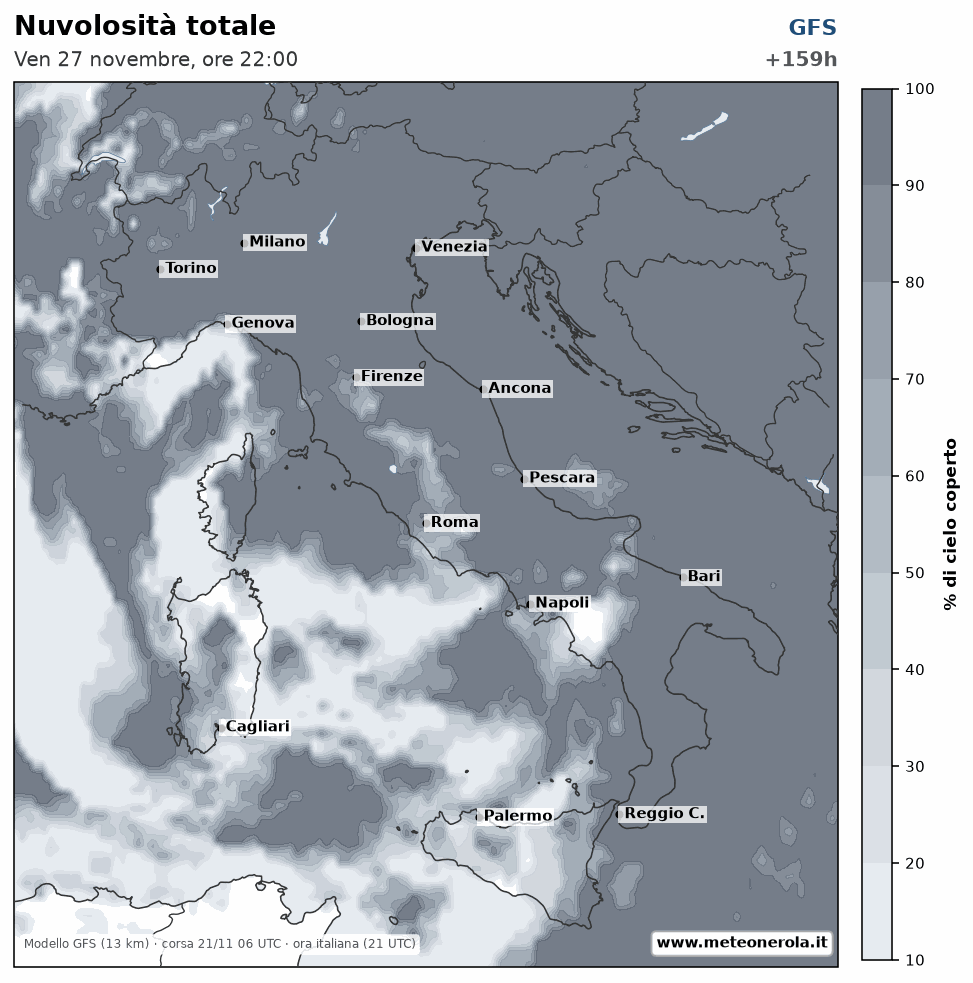 Nuvolosità totale
GFS
Ven 27 novembre, ore 22:00
+159h
100
90
80
70
60
50
40
30
20
10
% di cielo coperto
Milano
Venezia
Torino
Genova
Bologna
Firenze
Ancona
Pescara
Roma
Bari
Napoli
Cagliari
Palermo
Reggio C.
Modello GFS (13 km) · corsa 21/11 06 UTC · ora italiana (21 UTC)
www.meteonerola.it